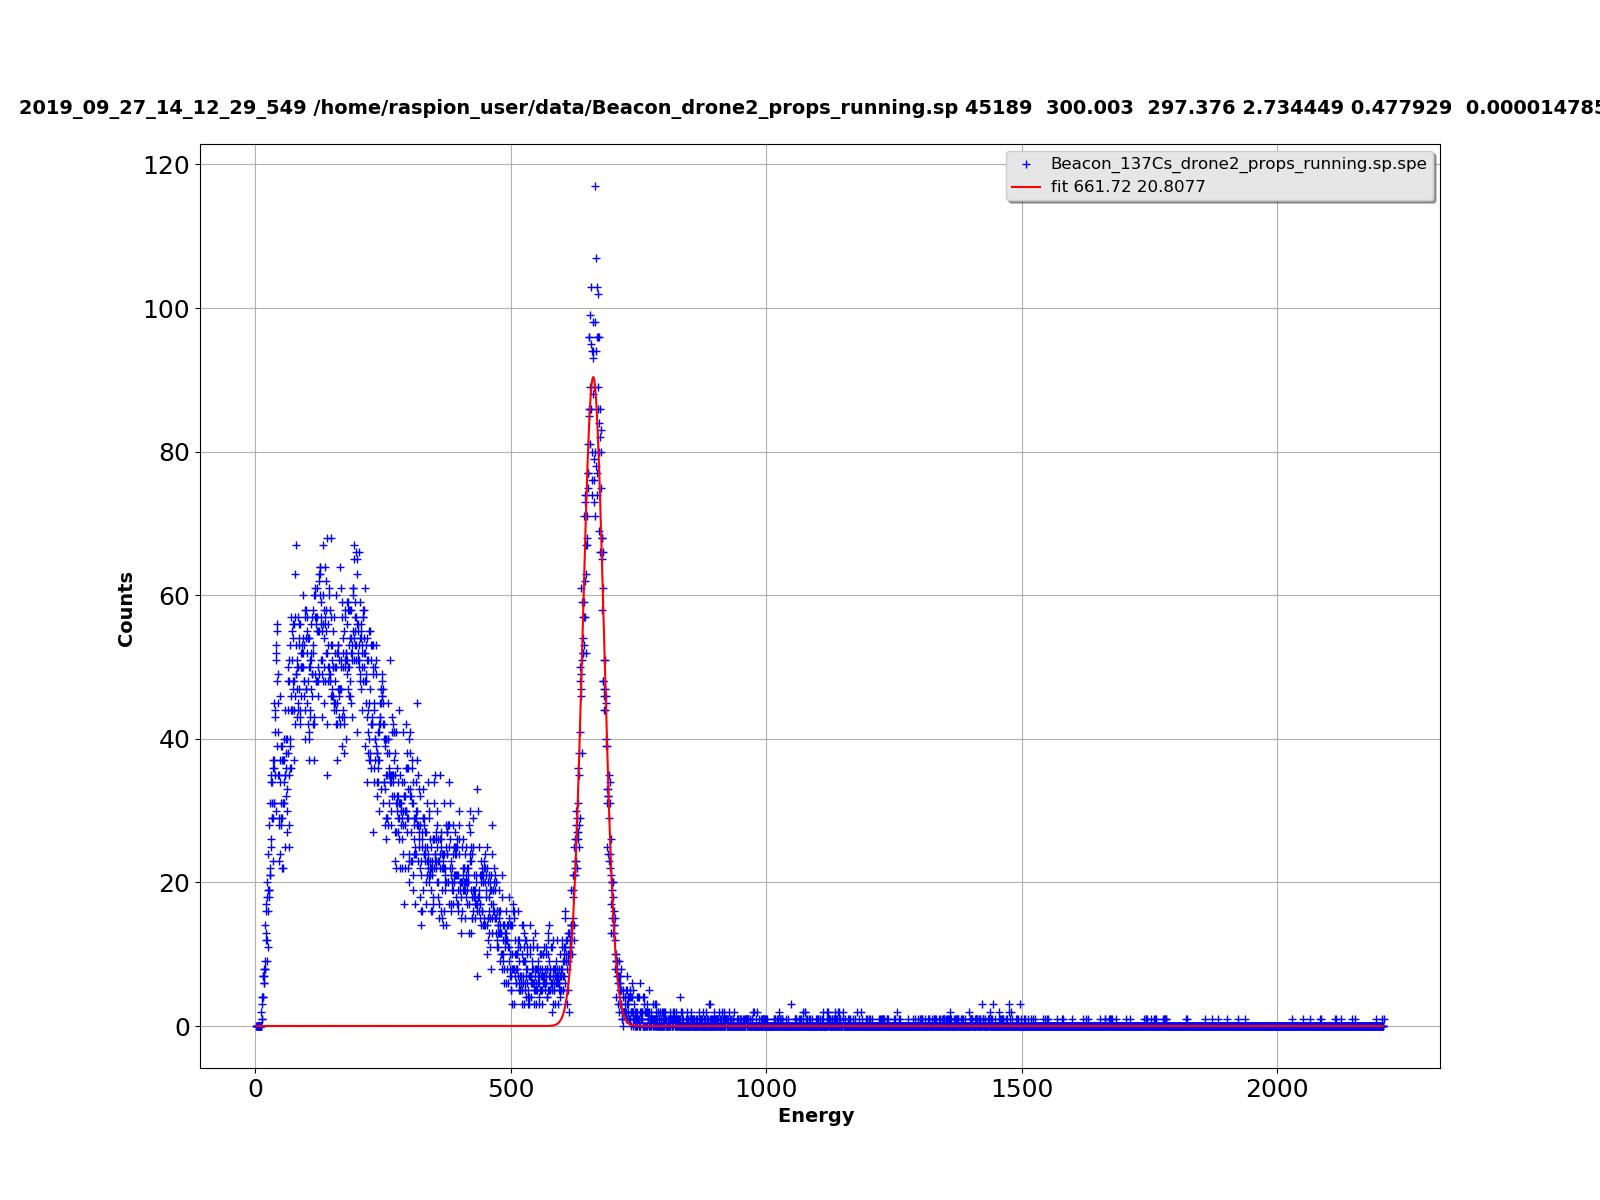 2019_09_27_14_12_29_549 /home/raspion_user/data/Beacon_drone2_props_running.sp 45189  300.003  297.376 2.734449 0.477929  0.000014785
Beacon_137Cs_drone2_props_running.sp.spe
fit 661.72 20.8077
120
100
80
60
40
20
0
Counts
0 500 1000 1500 2000
Energy